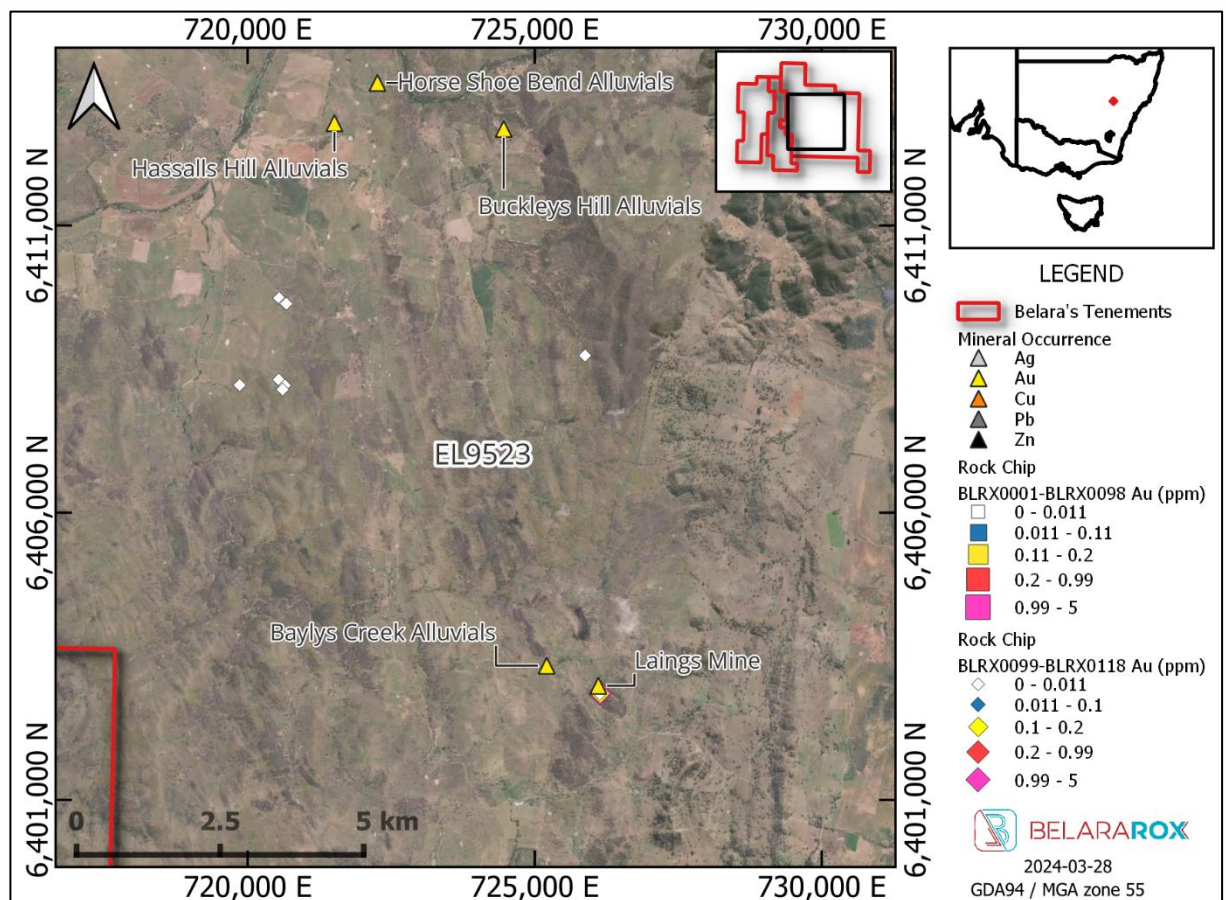 720,000 E
725,000 E
730,000 E
Horse Shoe Bend Alluvials
Hassalls Hill Alluvials
Buckleys Hill Alluvials
6,411,000 N
6,411,000 N
EL9523
6,406,000 N
6,406,000 N
Baylys Creek Alluvials
Laings Mine
6,401,000 N
6,401,000 N
0 2.5 5 km
720,000 E
725,000 E
730,000 E
LEGEND
Belara's Tenements
Mineral Occurrence
Ag
Au
Cu
Pb
Zn
Rock Chip
BLRX0001-BLRX0098 Au (ppm)
0 - 0.011
0.011 - 0.11
0.11 - 0.2
0.2 - 0.99
0.99 - 5
Rock Chip
BLRX0099-BLRX0118 Au (ppm)
0 - 0.011
0.011 - 0.1
0.1 - 0.2
0.2 - 0.99
0.99 - 5
BELARAROX
2024-03-28
GDA94 / MGA zone 55